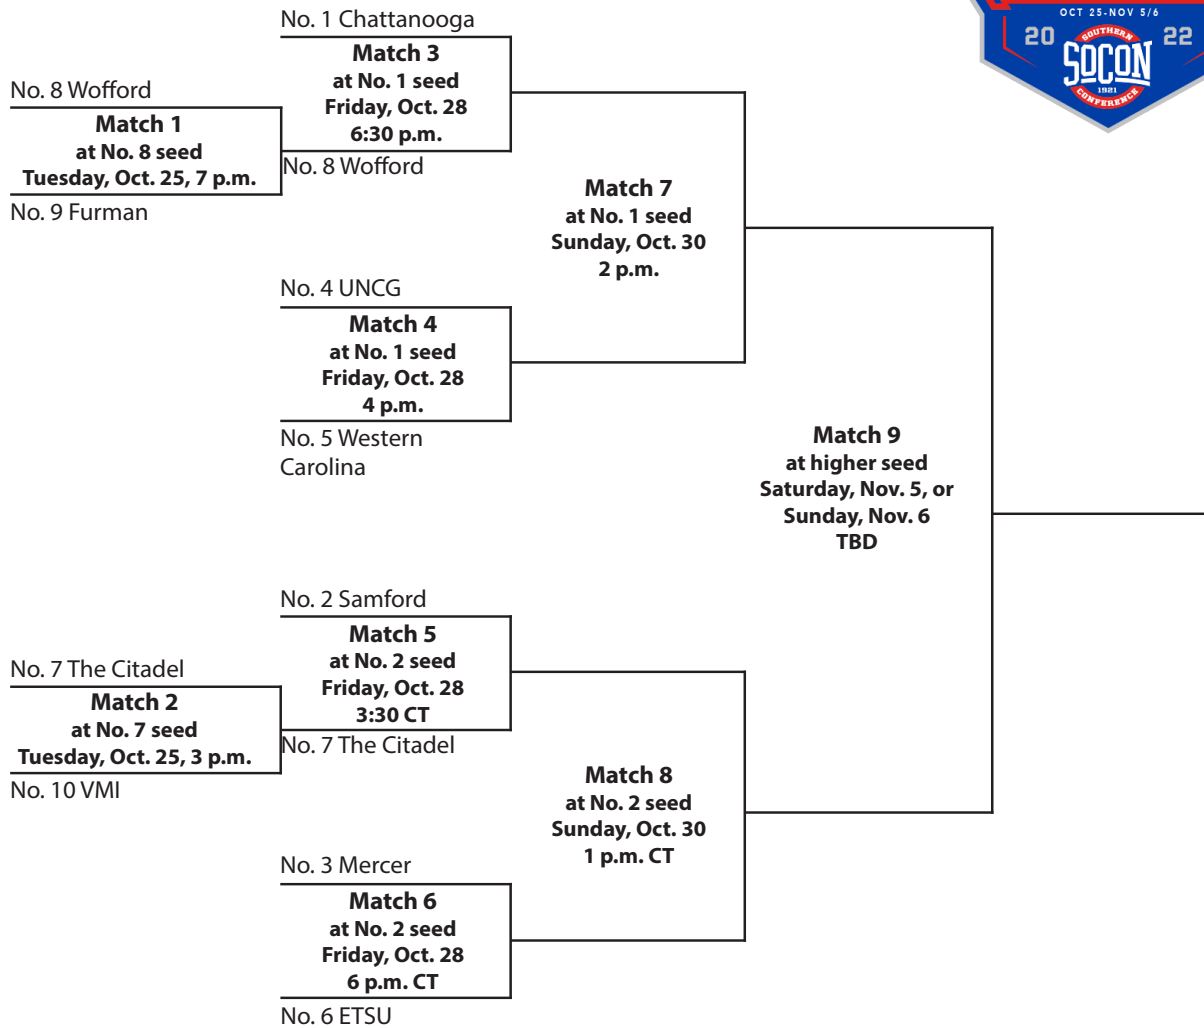 No. 1 Chattanooga
Match 3
at No. 1 seed
Friday, Oct. 28
6:30 p.m.
No. 8 Wofford
No. 8 Wofford
Match 1
at No. 8 seed
Tuesday, Oct. 25, 7 p.m.
No. 9 Furman
Match 7
at No. 1 seed
Sunday, Oct. 30
2 p.m.
No. 4 UNCG
Match 4
at No. 1 seed
Friday, Oct. 28
4 p.m.
No. 5 Western
Carolina
Match 9
at higher seed
Saturday, Nov. 5, or
Sunday, Nov. 6
TBD
No. 2 Samford
Match 5
at No. 2 seed
Friday, Oct. 28
3:30 CT
No. 7 The Citadel
No. 7 The Citadel
Match 2
at No. 7 seed
Tuesday, Oct. 25, 3 p.m.
No. 10 VMI
Match 8
at No. 2 seed
Sunday, Oct. 30
1 p.m. CT
No. 3 Mercer
Match 6
at No. 2 seed
Friday, Oct. 28
6 p.m. CT
No. 6 ETSU
OCT 25-NOV 5/6
20 22
SOUTHERN
SOCON
1921
CONFERENCE